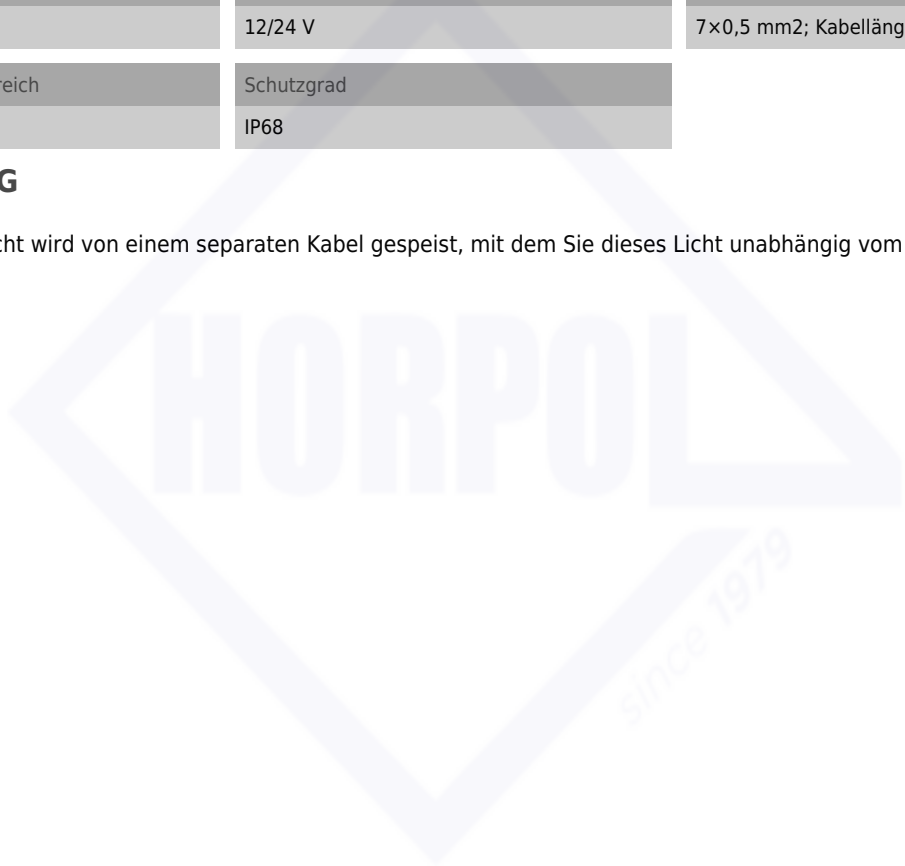 12/24 V
7×0,5 mm2; Kabelläng
reich
Schutzgrad
IP68
G
cht wird von einem separaten Kabel gespeist, mit dem Sie dieses Licht unabhängig vom
HORPOL
since 1979